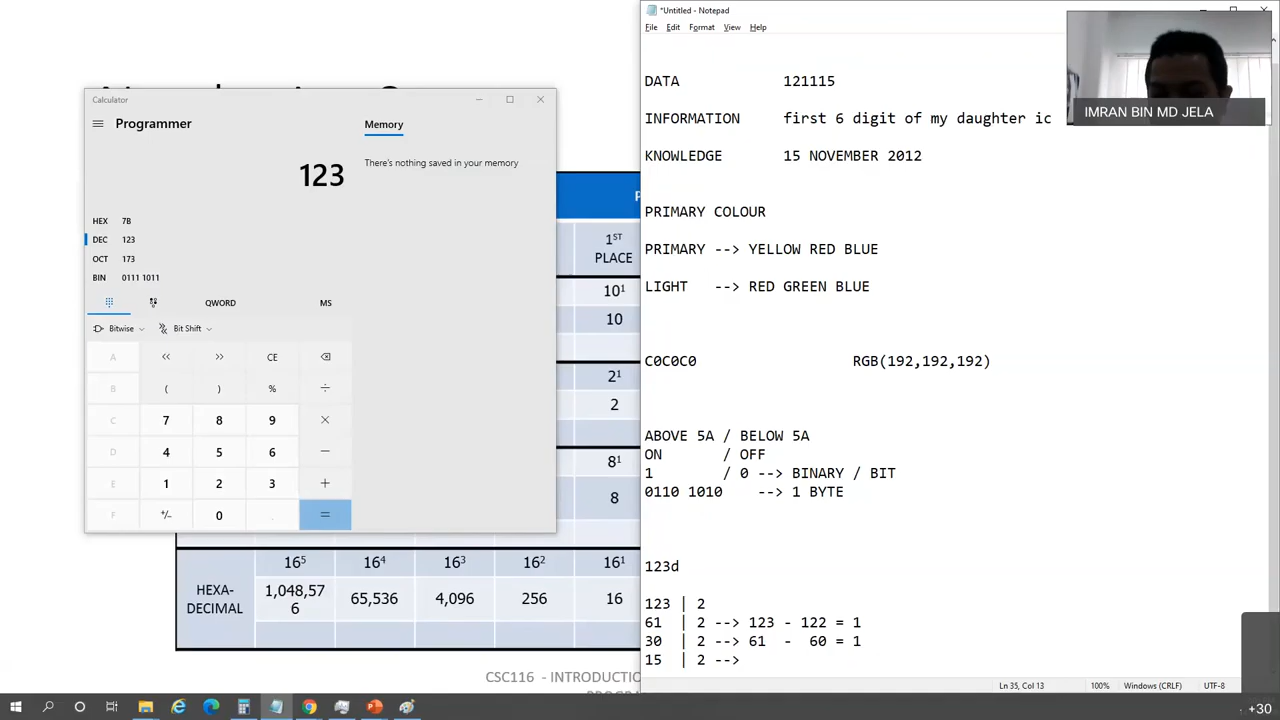 *Untitled - Notepad
File Edit Format View Help
IMRAN BIN MD JELA
DATA 121115
INFORMATION first 6 digit of my daughter ic
KNOWLEDGE 15 NOVEMBER 2012
PRIMARY COLOUR
PRIMARY --> YELLOW RED BLUE
LIGHT --> RED GREEN BLUE
C0C0C0 RGB(192,192,192)
ABOVE 5A / BELOW 5A
ON / OFF
1 / 0 --> BINARY / BIT
0110 1010 --> 1 BYTE
123d
123 | 2
61 | 2 --> 123 - 122 = 1
30 | 2 --> 61 - 60 = 1
15 | 2 -->
Ln 35, Col 13 100% Windows (CRLF) UTF-8
Calculator
Programmer
Memory
There's nothing saved in your memory
123
HEX 7B
DEC 123
OCT 173
BIN 0111 1011
QWORD MS
Bitwise Bit Shift
A << >> CE
B ( ) % ÷
C 7 8 9 ×
D 4 5 6 −
E 1 2 3 +
F +/− 0 . =
1ST
PLACE
10¹
10
2¹
2
8¹
8
HEXA-
DECIMAL
16⁵ 16⁴ 16³ 16² 16¹
1,048,57
6
65,536 4,096 256 16
CSC116 - INTRODUCTIO
+30